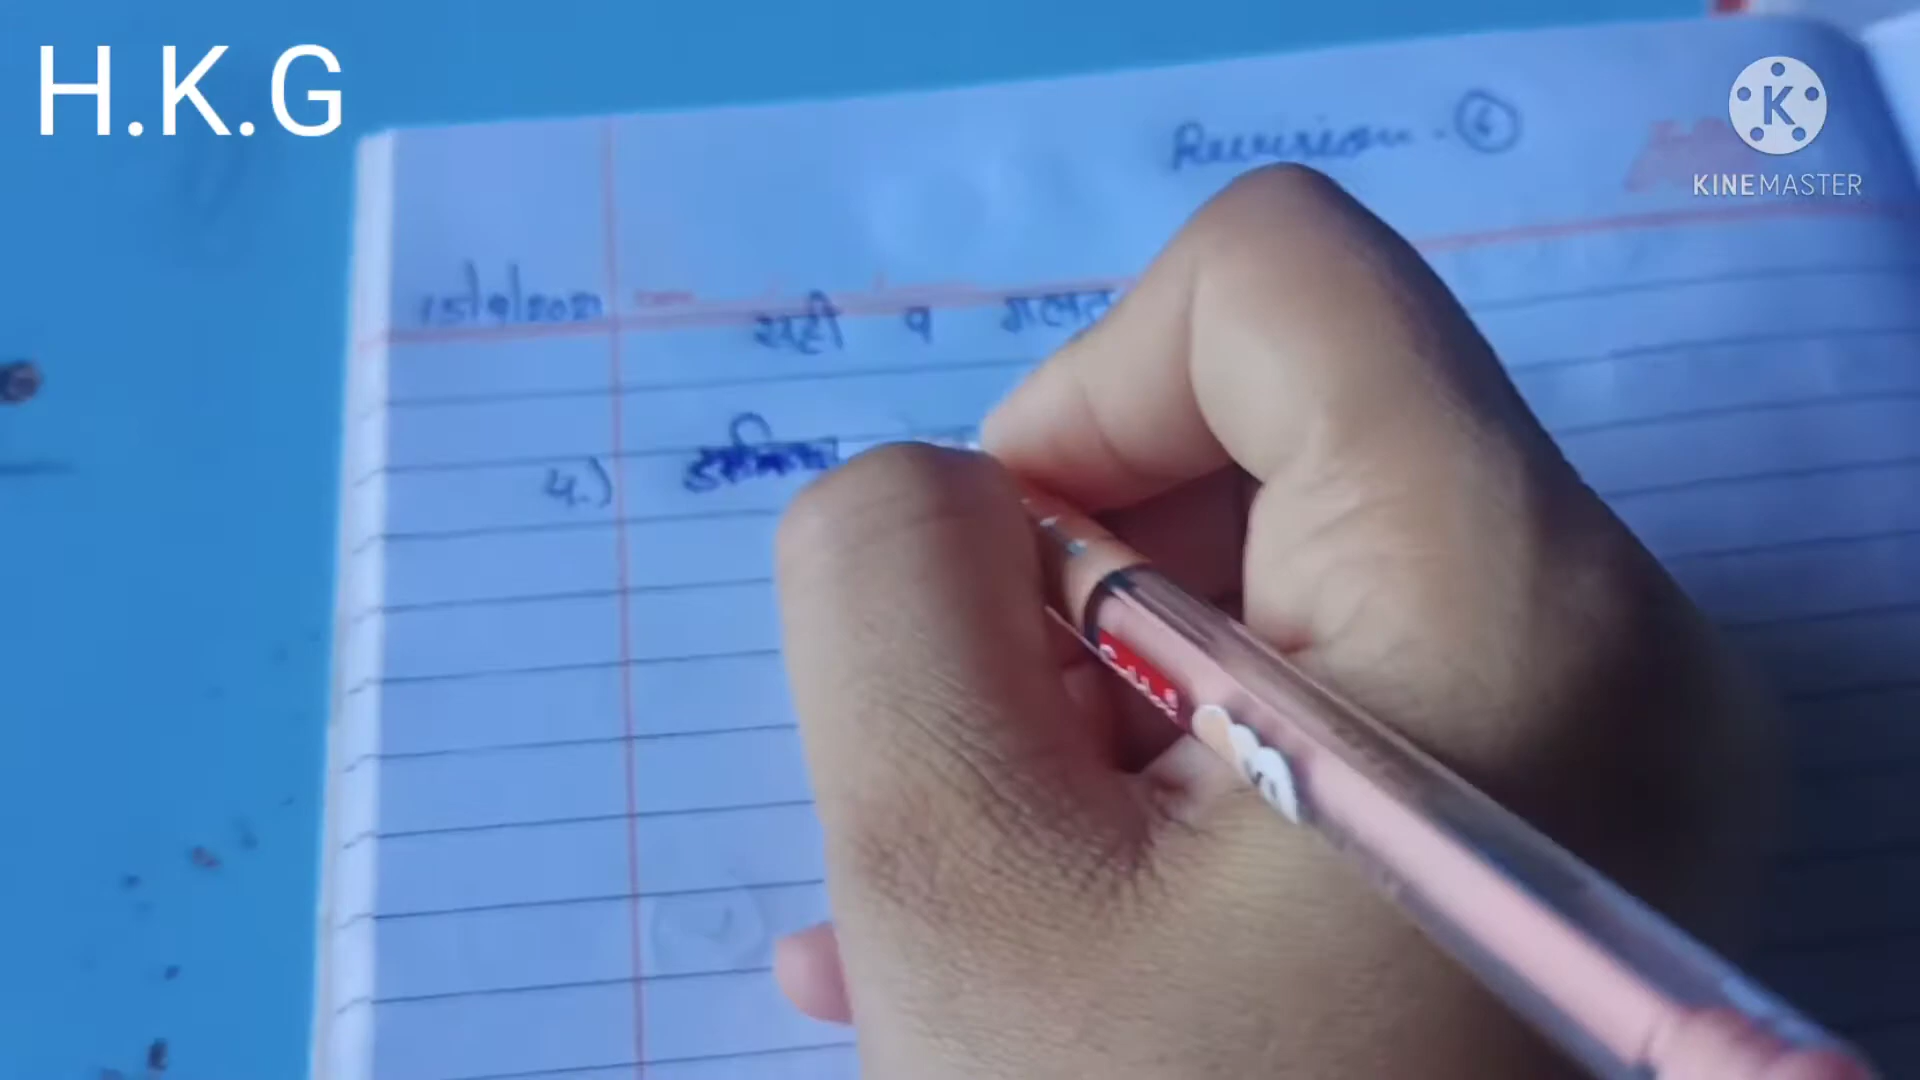 H.K.G
K
KINEMASTER
Revision - ⑥
15/9/2021
सही व गलत
4.)